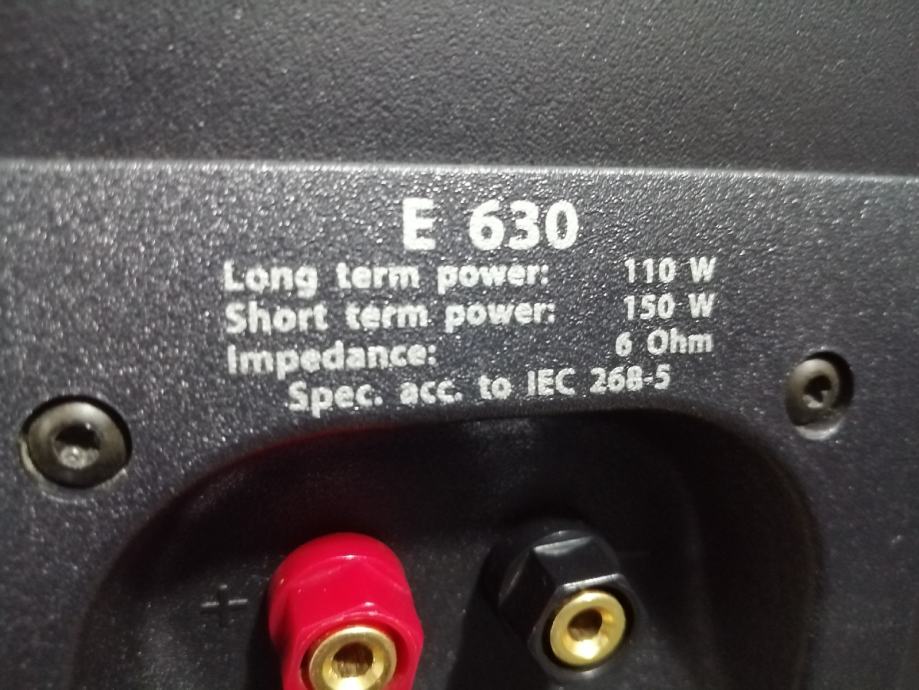 E 630
Long term power: 110 W
Short term power: 150 W
Impedance: 6 Ohm
Spec. acc. to IEC 268-5
+ -